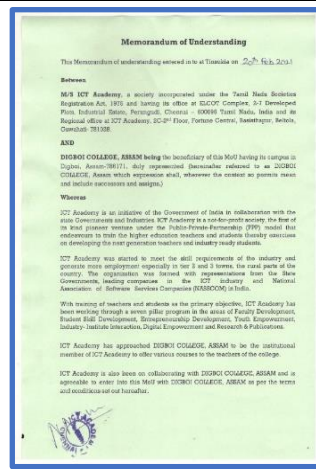 Memorandum of Understanding
This Memorandum of understanding entered in to at Tinsukia on 20th Feb 2021
Between
M/S ICT Academy, a society incorporated under the Tamil Nadu Societies
Registration Act, 1975 and having its office at ELCOT Complex, 2-7 Developed
Plots, Industrial Estate, Perungudi, Chennai – 600096 Tamil Nadu, India and its
Regional office at ICT Academy, Floor, Fortune Central, Basisthapur, Beltola,
Guwahati- 781028.
AND
DIGBOI COLLEGE, ASSAM being the beneficiary of this MoU having its campus in
Digboi, Assam-786171, duly represented (hereinafter referred to as DIGBOI
COLLEGE, Assam which expression shall, wherever the context so permits mean
and include successors and assigns.)
Whereas
ICT Academy is an initiative of the Government of India in collaboration with the
state Governments and Industries. ICT Academy is a not-for-profit society, the first of
its kind pioneer venture under the Public-Private-Partnership (PPP) model that
endeavours to train the higher education teachers and students thereby exercises
on developing the next generation teachers and industry ready students.
ICT Academy was started to meet the skill requirements of the industry and
generate more employment especially in tier 2 and 3 towns, the rural parts of the
country. The organization was formed with representations from the State
Governments, leading companies in the ICT industry and National
Association of Software Services Companies (NASSCOM) in India.
With training of teachers and students as the primary objective, ICT Academy has
been working through a seven pillar program in the areas of Faculty Development,
Student Skill Development, Entrepreneurship Development, Youth Empowerment,
Industry- Institute Interaction, Digital Empowerment and Research & Publications.
ICT Academy has approached DIGBOI COLLEGE, ASSAM to be the institutional
member of ICT Academy to offer various courses to the teachers of the college.
ICT Academy is also keen on collaborating with DIGBOI COLLEGE, ASSAM and is
agreeable to enter into this MoU with DIGBOI COLLEGE, ASSAM as per the terms
and conditions set out hereafter.